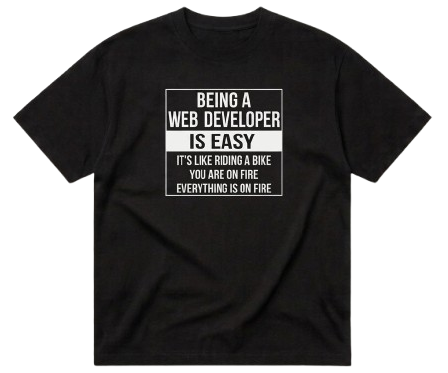 BEING A
WEB DEVELOPER
IS EASY
IT'S LIKE RIDING A BIKE
YOU ARE ON FIRE
EVERYTHING IS ON FIRE